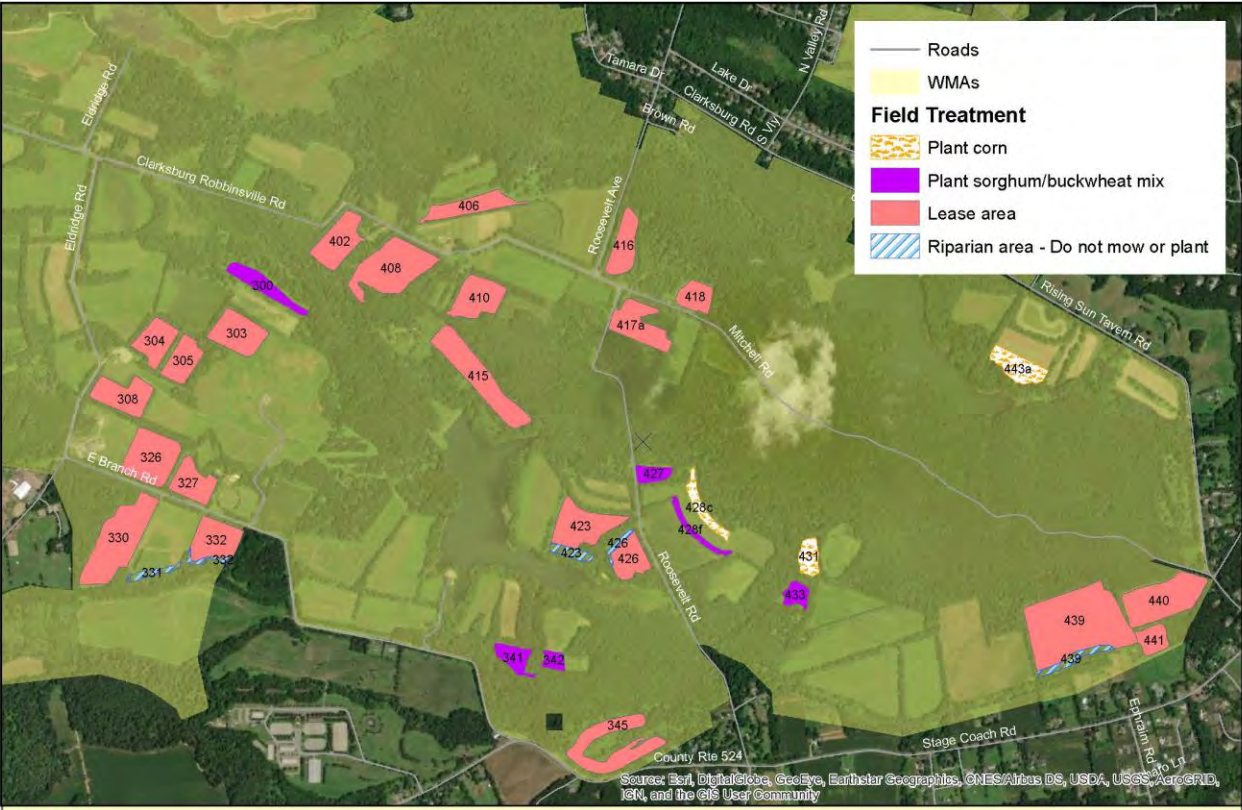 Roads
WMAs
Field Treatment
Plant corn
Plant sorghum/buckwheat mix
Lease area
Riparian area - Do not mow or plant
N Valley Rd
Tamara Dr
Lake Dr
Clarksburg Rd
S Vly
Brown Rd
Eldridge Rd
Clarksburg Robbinsville Rd
Eldridge Rd
Roosevelt Ave
406
402
416
408
300
410
418
Rising Sun Tavern Rd
304
305
303
417a
Mitchell Rd
443a
415
308
326
E Branch Rd
327
427
428c
428f
330
332
423
426
431
331
332
423
426
Roosevelt Rd
433
439
440
441
439
341
342
345
County Rte 524
Stage Coach Rd
Ephraim Rd
Source: Esri, DigitalGlobe, GeoEye, Earthstar Geographics, CNES/Airbus DS, USDA, USGS, AeroGRID,
IGN, and the GIS User Community